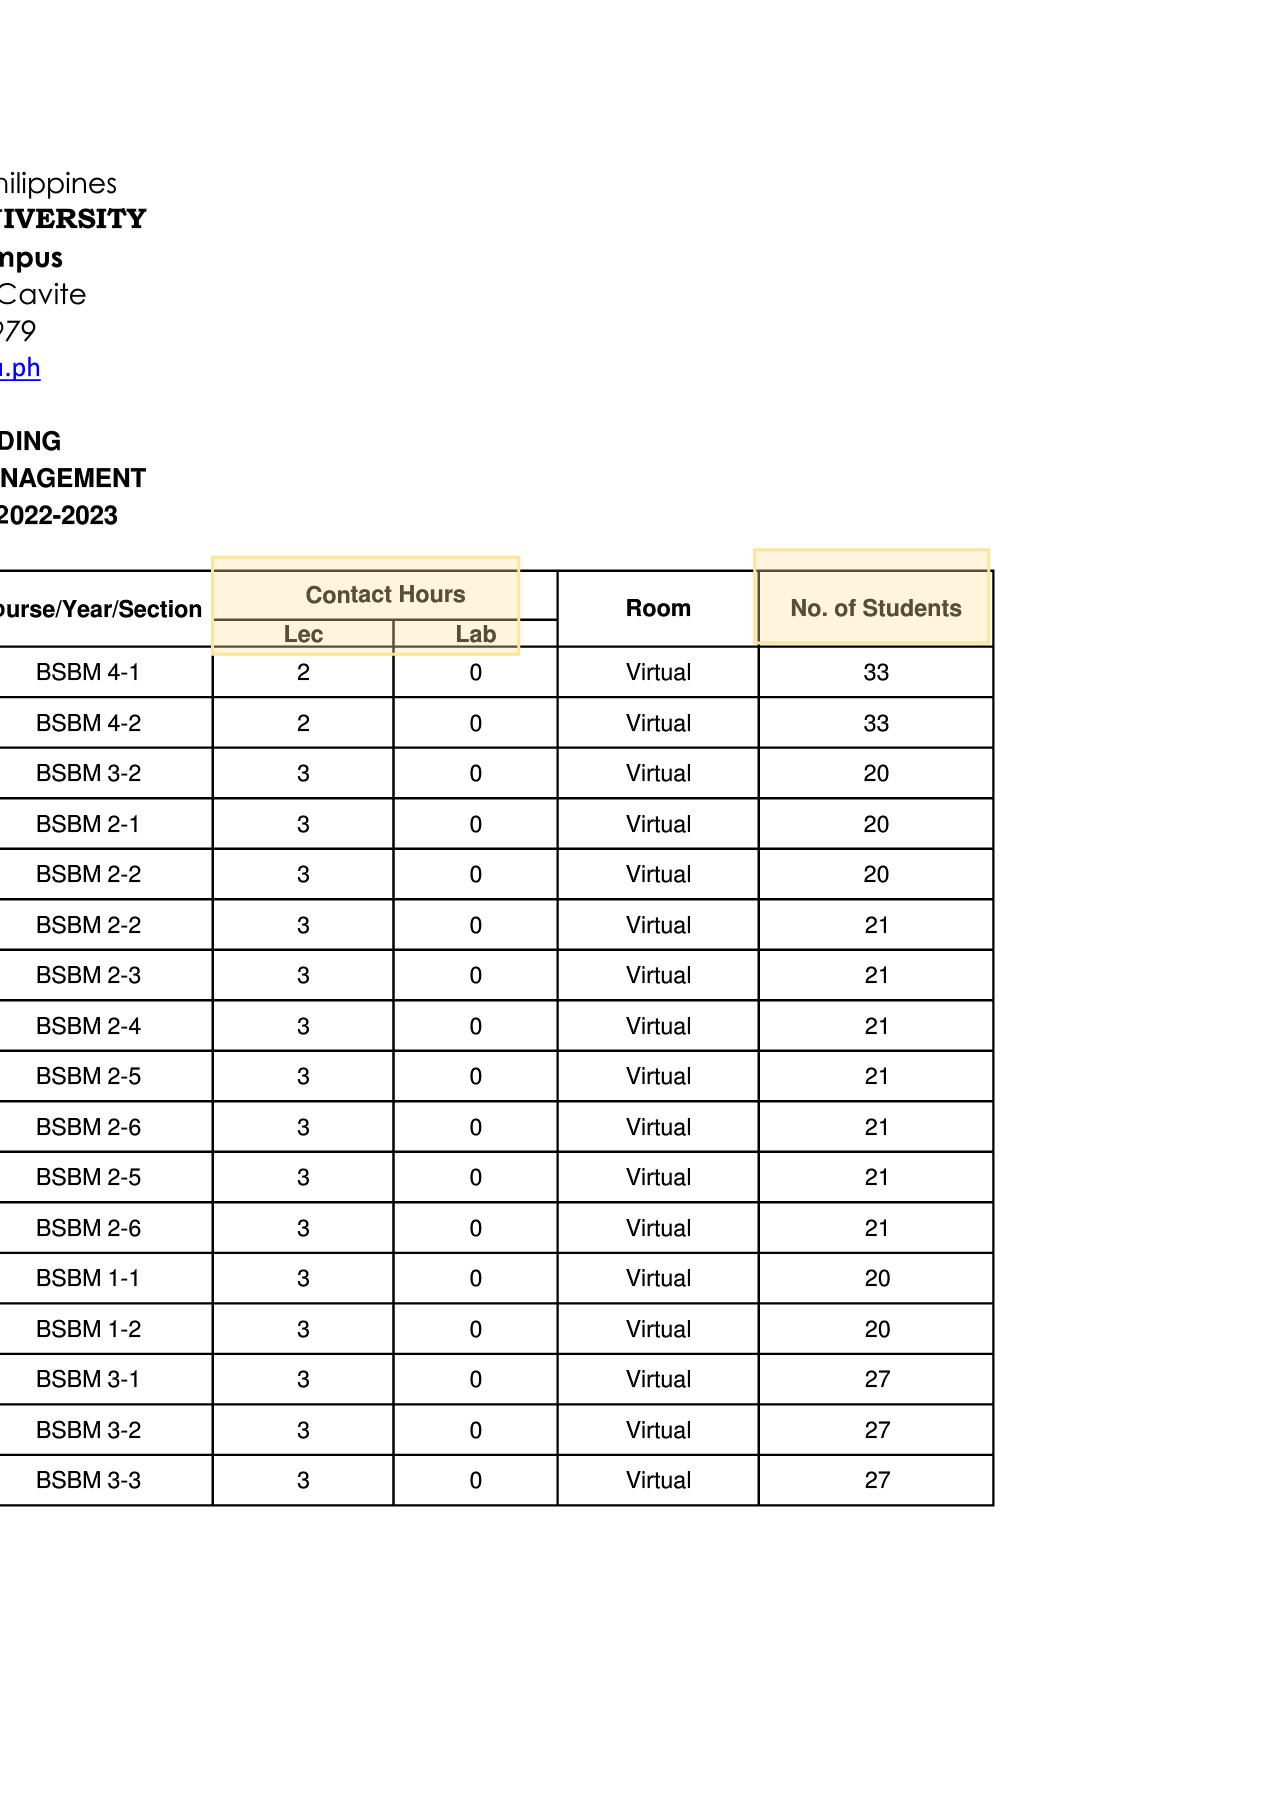 hilippines
IVERSITY
mpus
Cavite
979
.ph
DING
NAGEMENT
2022-2023
ourse/Year/Section Contact Hours Room No. of Students
Lec Lab
BSBM 4-1 2 0 Virtual 33
BSBM 4-2 2 0 Virtual 33
BSBM 3-2 3 0 Virtual 20
BSBM 2-1 3 0 Virtual 20
BSBM 2-2 3 0 Virtual 20
BSBM 2-2 3 0 Virtual 21
BSBM 2-3 3 0 Virtual 21
BSBM 2-4 3 0 Virtual 21
BSBM 2-5 3 0 Virtual 21
BSBM 2-6 3 0 Virtual 21
BSBM 2-5 3 0 Virtual 21
BSBM 2-6 3 0 Virtual 21
BSBM 1-1 3 0 Virtual 20
BSBM 1-2 3 0 Virtual 20
BSBM 3-1 3 0 Virtual 27
BSBM 3-2 3 0 Virtual 27
BSBM 3-3 3 0 Virtual 27